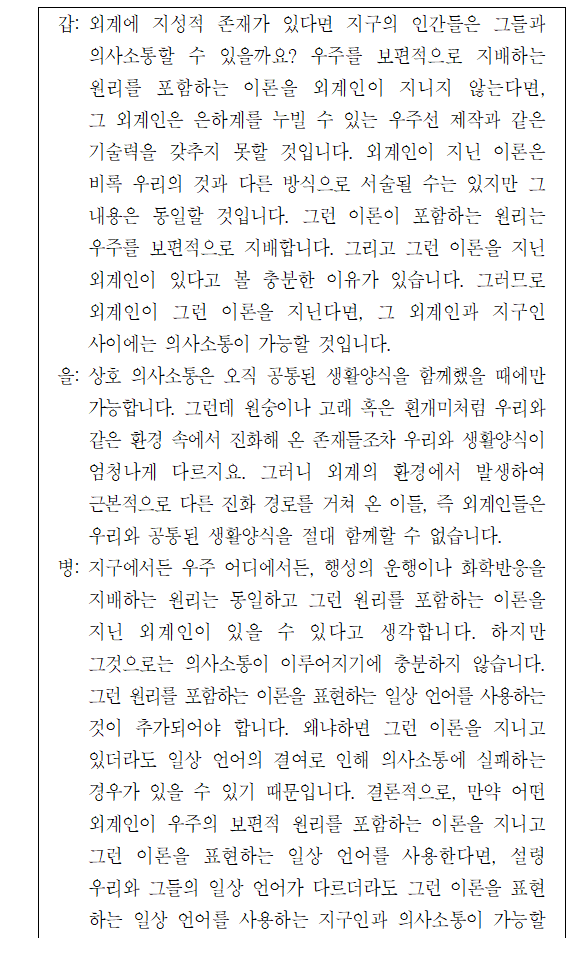 갑: 외계에 지성적 존재가 있다면 지구의 인간들은 그들과
의사소통할 수 있을까요? 우주를 보편적으로 지배하는
원리를 포함하는 이론을 외계인이 지니지 않는다면,
그 외계인은 은하계를 누빌 수 있는 우주선 제작과 같은
기술력을 갖추지 못할 것입니다. 외계인이 지닌 이론은
비록 우리의 것과 다른 방식으로 서술될 수는 있지만 그
내용은 동일할 것입니다. 그런 이론이 포함하는 원리는
우주를 보편적으로 지배합니다. 그리고 그런 이론을 지닌
외계인이 있다고 볼 충분한 이유가 있습니다. 그러므로
외계인이 그런 이론을 지닌다면, 그 외계인과 지구인
사이에는 의사소통이 가능할 것입니다.
을: 상호 의사소통은 오직 공통된 생활양식을 함께했을 때에만
가능합니다. 그런데 원숭이나 고래 혹은 흰개미처럼 우리와
같은 환경 속에서 진화해 온 존재들조차 우리와 생활양식이
엄청나게 다르지요. 그러니 외계의 환경에서 발생하여
근본적으로 다른 진화 경로를 거쳐 온 이들, 즉 외계인들은
우리와 공통된 생활양식을 절대 함께할 수 없습니다.
병: 지구에서든 우주 어디에서든, 행성의 운행이나 화학반응을
지배하는 원리는 동일하고 그런 원리를 포함하는 이론을
지닌 외계인이 있을 수 있다고 생각합니다. 하지만
그것으로는 의사소통이 이루어지기에 충분하지 않습니다.
그런 원리를 포함하는 이론을 표현하는 일상 언어를 사용하는
것이 추가되어야 합니다. 왜냐하면 그런 이론을 지니고
있더라도 일상 언어의 결여로 인해 의사소통에 실패하는
경우가 있을 수 있기 때문입니다. 결론적으로, 만약 어떤
외계인이 우주의 보편적 원리를 포함하는 이론을 지니고
그런 이론을 표현하는 일상 언어를 사용한다면, 설령
우리와 그들의 일상 언어가 다르더라도 그런 이론을 표현
하는 일상 언어를 사용하는 지구인과 의사소통이 가능할